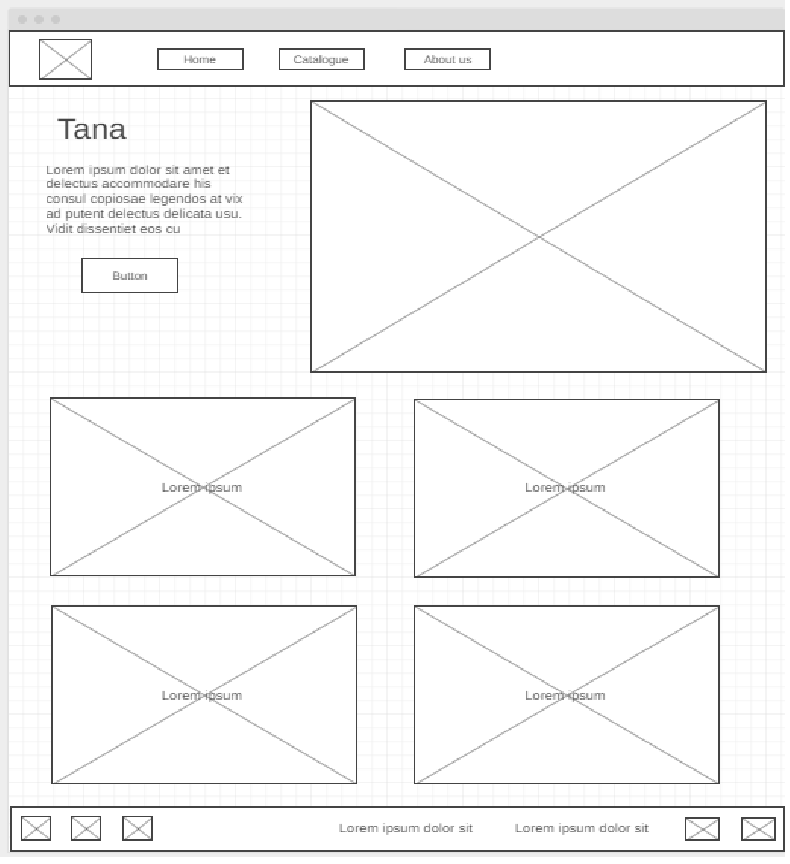 Home
Catalogue
About us
Tana
Lorem ipsum dolor sit amet et
delectus accommodare his
consul copiosae legendos at vix
ad putent delectus delicata usu.
Vidit dissentiet eos cu
Button
Lorem ipsum
Lorem ipsum
Lorem ipsum
Lorem ipsum
Lorem ipsum dolor sit
Lorem ipsum dolor sit